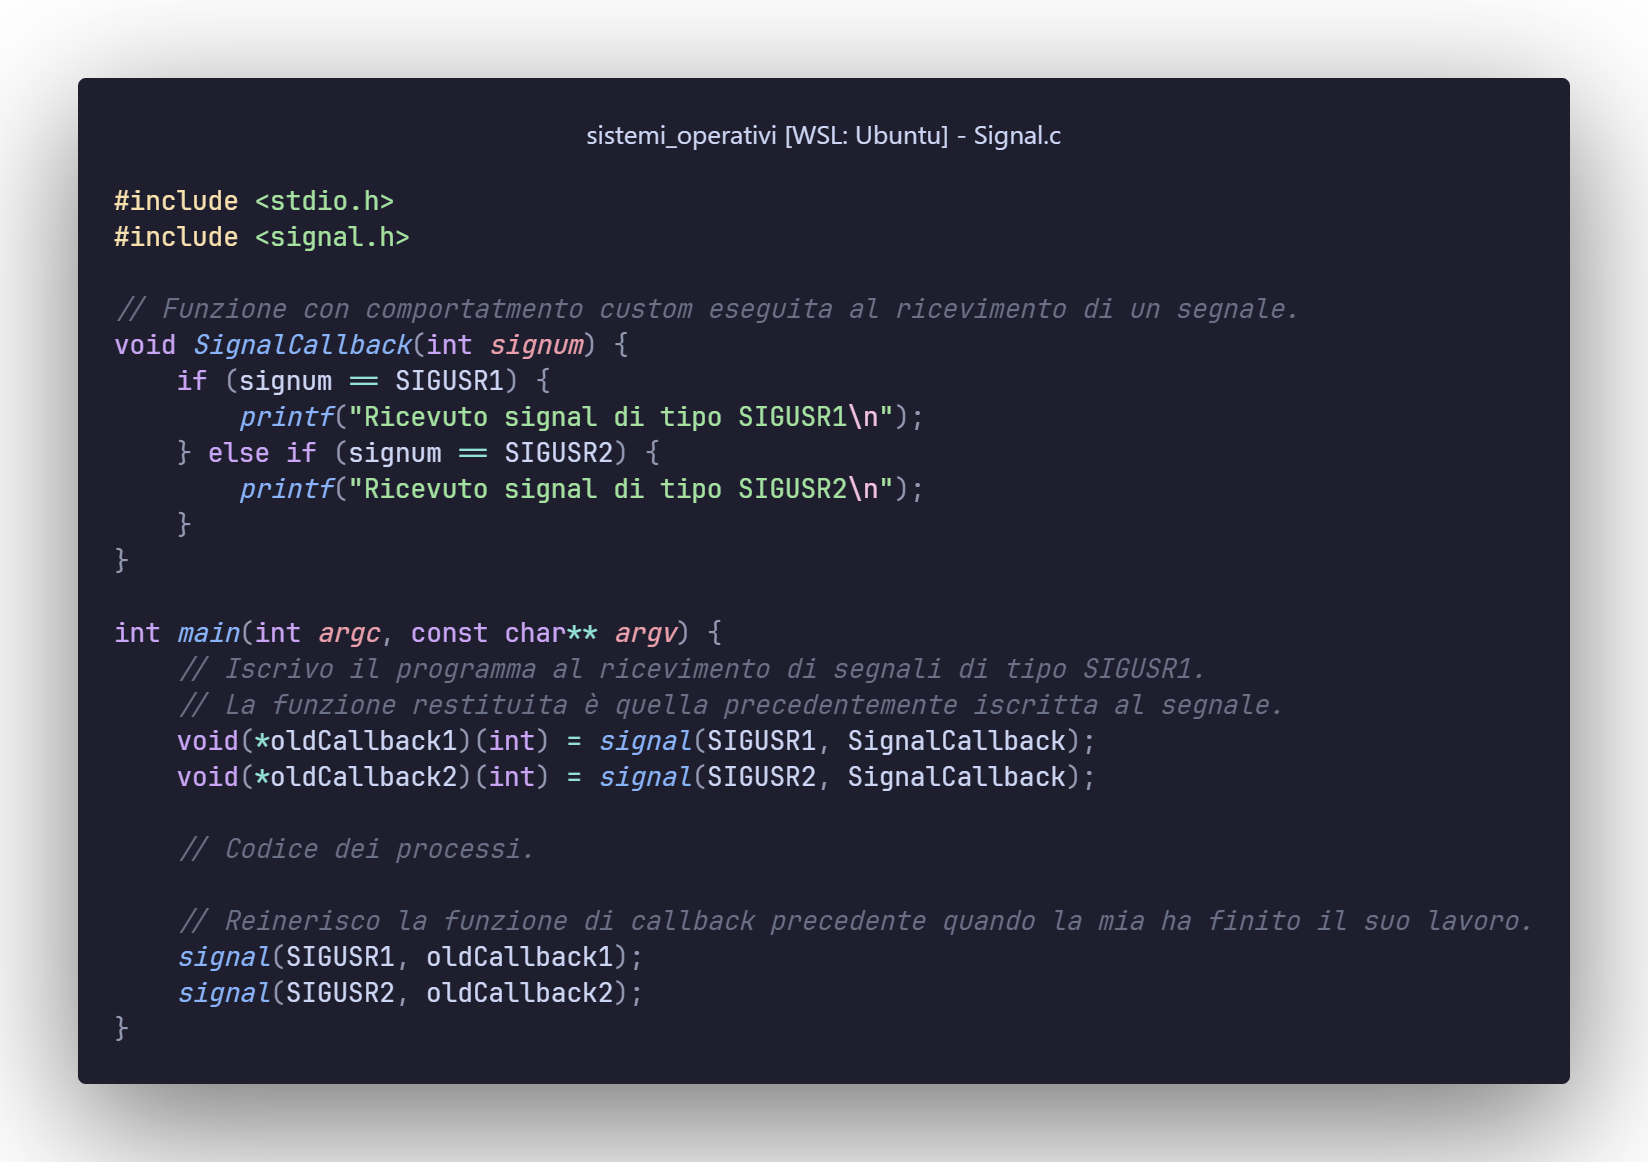 sistemi_operativi [WSL: Ubuntu] - Signal.c
#include <stdio.h>
#include <signal.h>
// Funzione con comportatmento custom eseguita al ricevimento di un segnale.
void SignalCallback(int signum) {
    if (signum == SIGUSR1) {
        printf("Ricevuto signal di tipo SIGUSR1\n");
    } else if (signum == SIGUSR2) {
        printf("Ricevuto signal di tipo SIGUSR2\n");
    }
}
int main(int argc, const char** argv) {
    // Iscrivo il programma al ricevimento di segnali di tipo SIGUSR1.
    // La funzione restituita è quella precedentemente iscritta al segnale.
    void(*oldCallback1)(int) = signal(SIGUSR1, SignalCallback);
    void(*oldCallback2)(int) = signal(SIGUSR2, SignalCallback);
    // Codice dei processi.
    // Reinerisco la funzione di callback precedente quando la mia ha finito il suo lavoro.
    signal(SIGUSR1, oldCallback1);
    signal(SIGUSR2, oldCallback2);
}